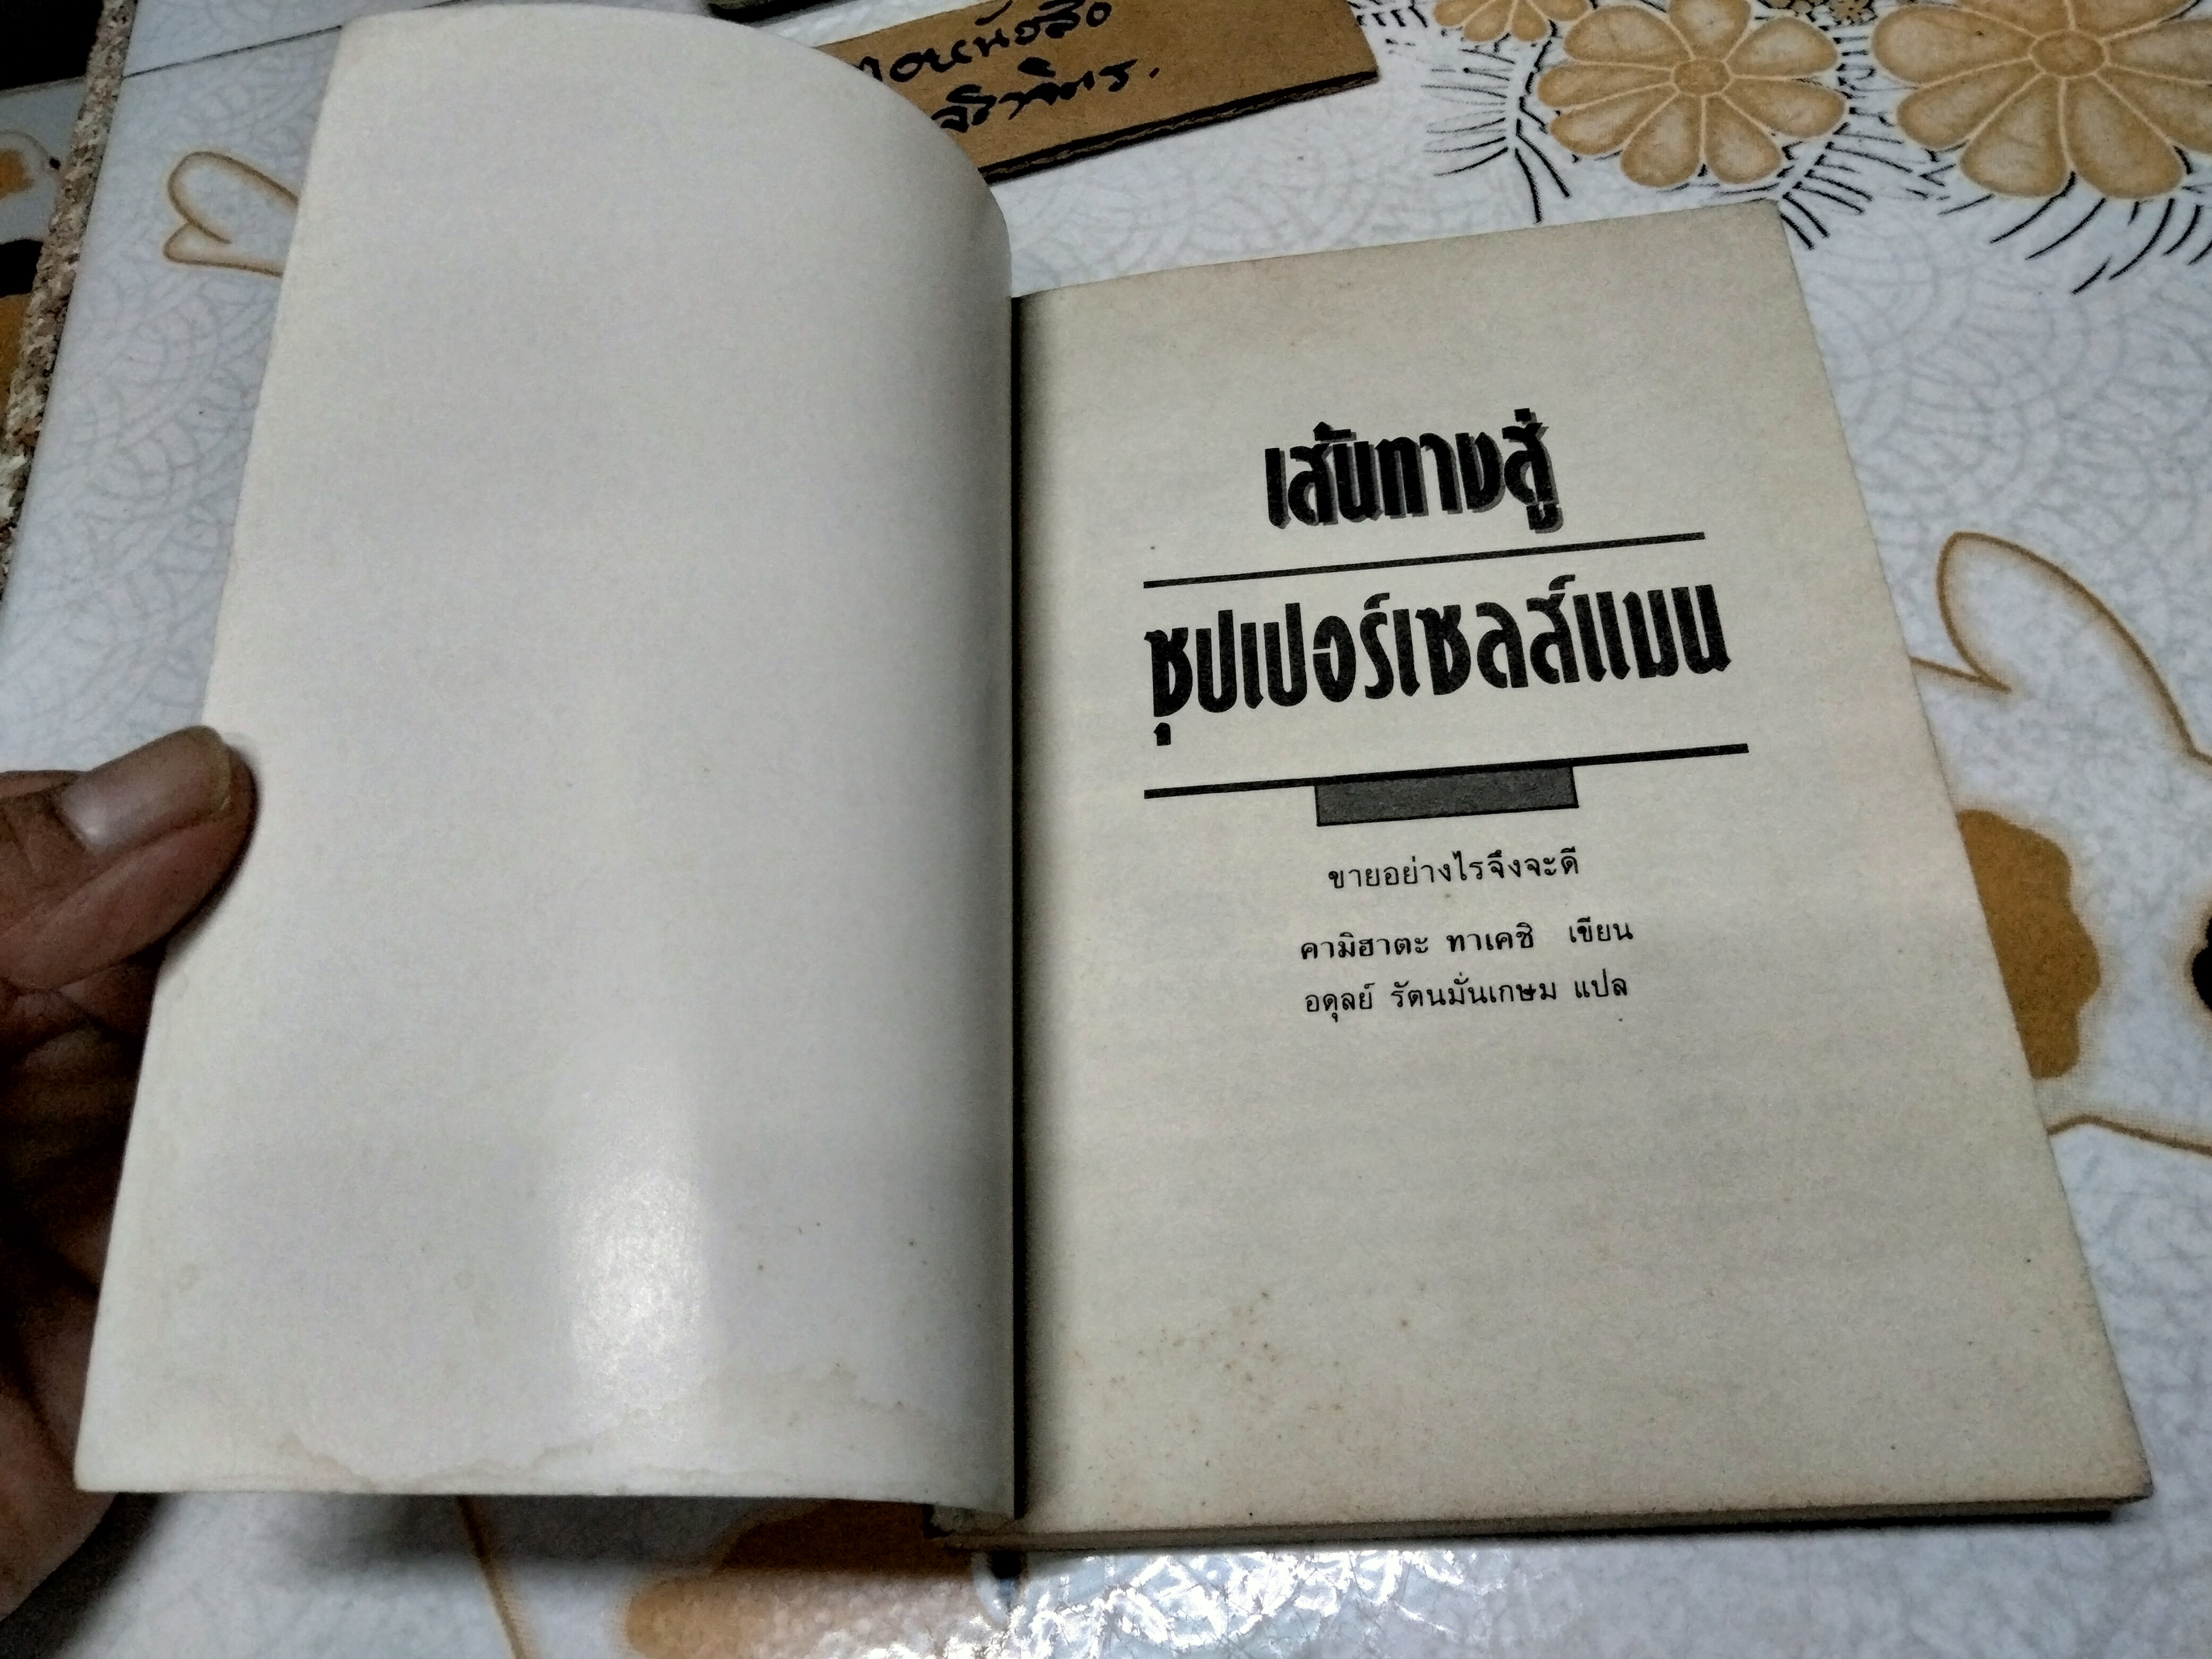 เส้นทางสู่
ซุปเปอร์เซลส์แมน
ขายอย่างไรจึงจะดี
คามิฮาตะ ทาเคชิ เขียน
อดุลย์ รัตนมั่นเกษม แปล